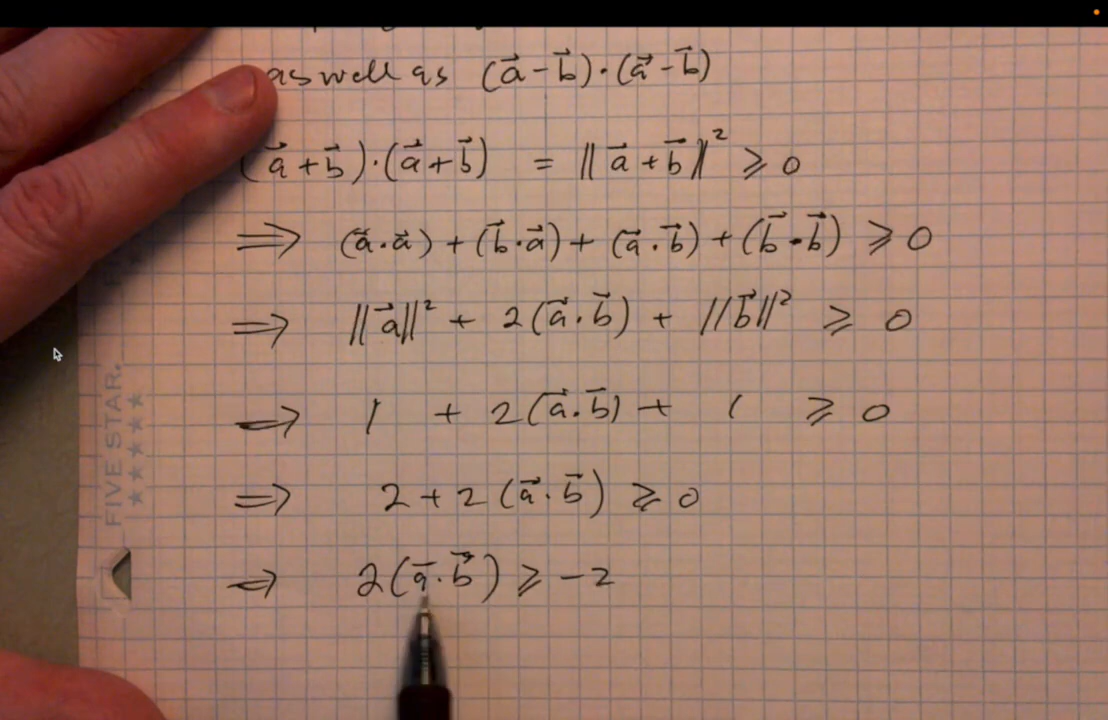 as well as (a⃗ - b⃗) · (a⃗ - b⃗)
(a⃗ + b⃗) · (a⃗ + b⃗) = ‖a⃗ + b⃗‖² ⩾ 0
⟹ (a⃗ · a⃗) + (b⃗ · a⃗) + (a⃗ · b⃗) + (b⃗ · b⃗) ⩾ 0
⟹ ‖a⃗‖² + 2(a⃗ · b⃗) + ‖b⃗‖² ⩾ 0
⟹ 1 + 2(a⃗ · b⃗) + 1 ⩾ 0
⟹ 2 + 2(a⃗ · b⃗) ⩾ 0
⟹ 2(a⃗ · b⃗) ⩾ -2
FIVE STAR.
★★★★★